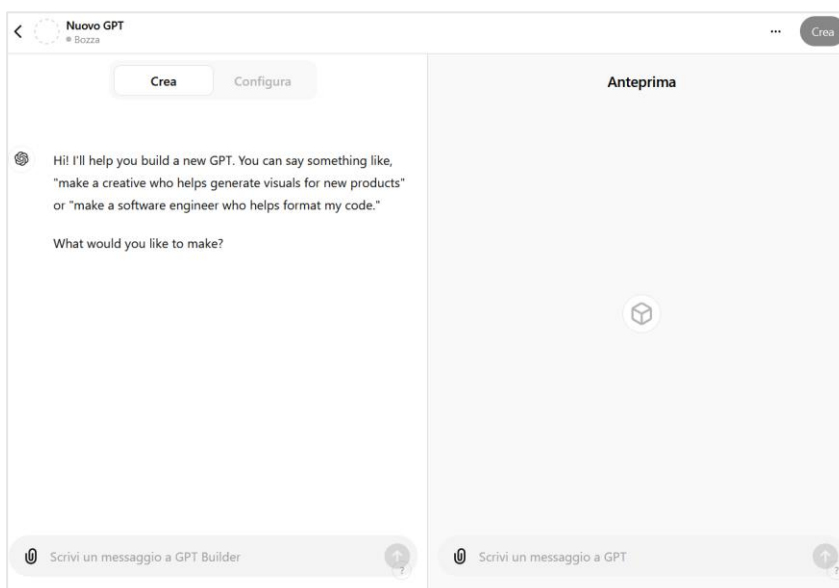 Nuovo GPT
Bozza
...
Crea
Crea
Configura
Anteprima
Hi! I'll help you build a new GPT. You can say something like,
"make a creative who helps generate visuals for new products"
or "make a software engineer who helps format my code."
What would you like to make?
Scrivi un messaggio a GPT Builder
?
Scrivi un messaggio a GPT